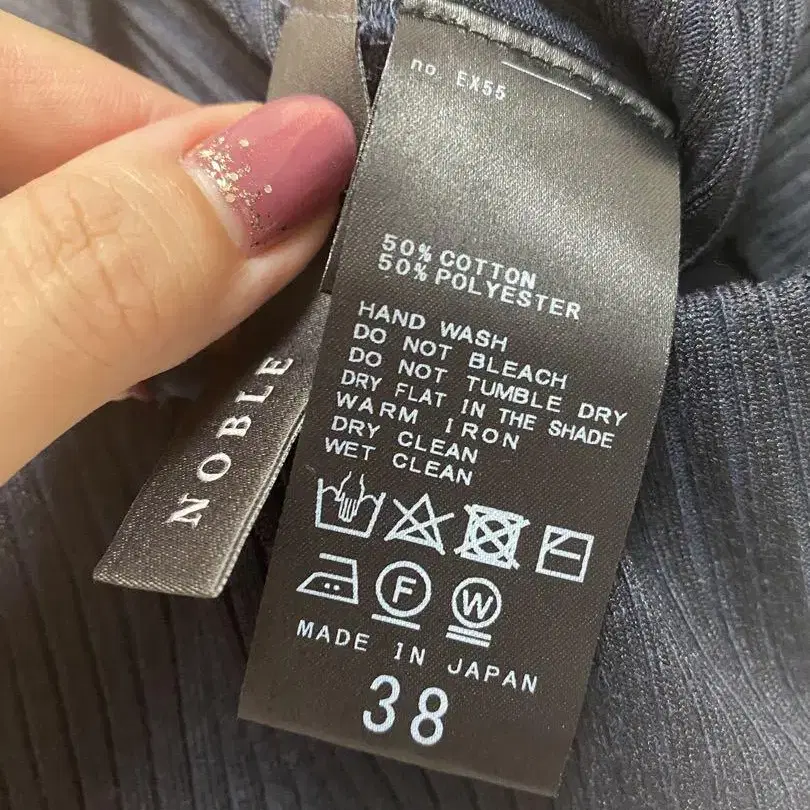 no. EX55
50% COTTON
50% POLYESTER
HAND WASH
DO NOT BLEACH
DO NOT TUMBLE DRY
DRY FLAT IN THE SHADE
WARM IRON
DRY CLEAN
WET CLEAN
F W
MADE IN JAPAN
38
NOBLE